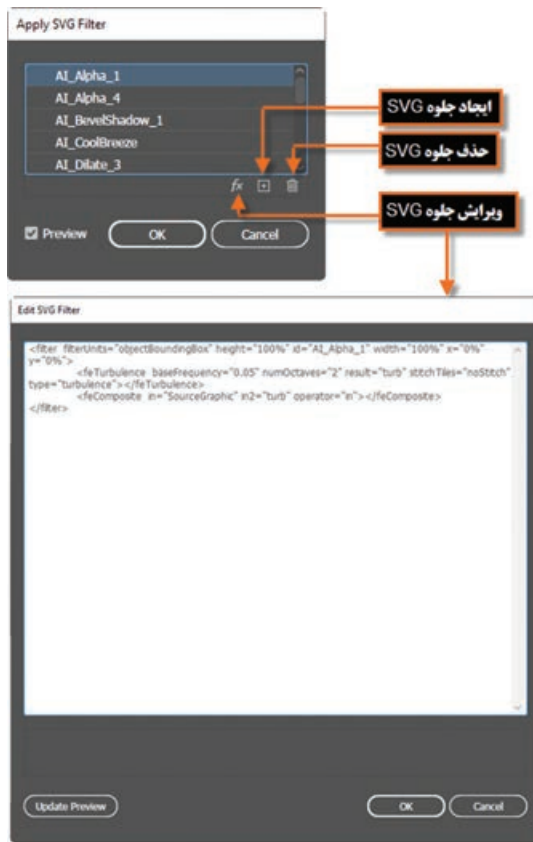 Apply SVG Filter
AI_Alpha_1
AI_Alpha_4
AI_BevelShadow_1
AI_CoolBreeze
AI_Dilate_3
fx
ایجاد جلوه SVG
حذف جلوه SVG
ویرایش جلوه SVG
Preview
OK
Cancel
Edit SVG Filter
<filter filterUnits="objectBoundingBox" height="100%" id="AI_Alpha_1" width="100%" x="0%"
y="0%">
<feTurbulence baseFrequency="0.05" numOctaves="2" result="turb" stitchTiles="noStitch"
type="turbulence"></feTurbulence>
<feComposite in="SourceGraphic" in2="turb" operator="in"></feComposite>
</filter>
Update Preview
OK
Cancel